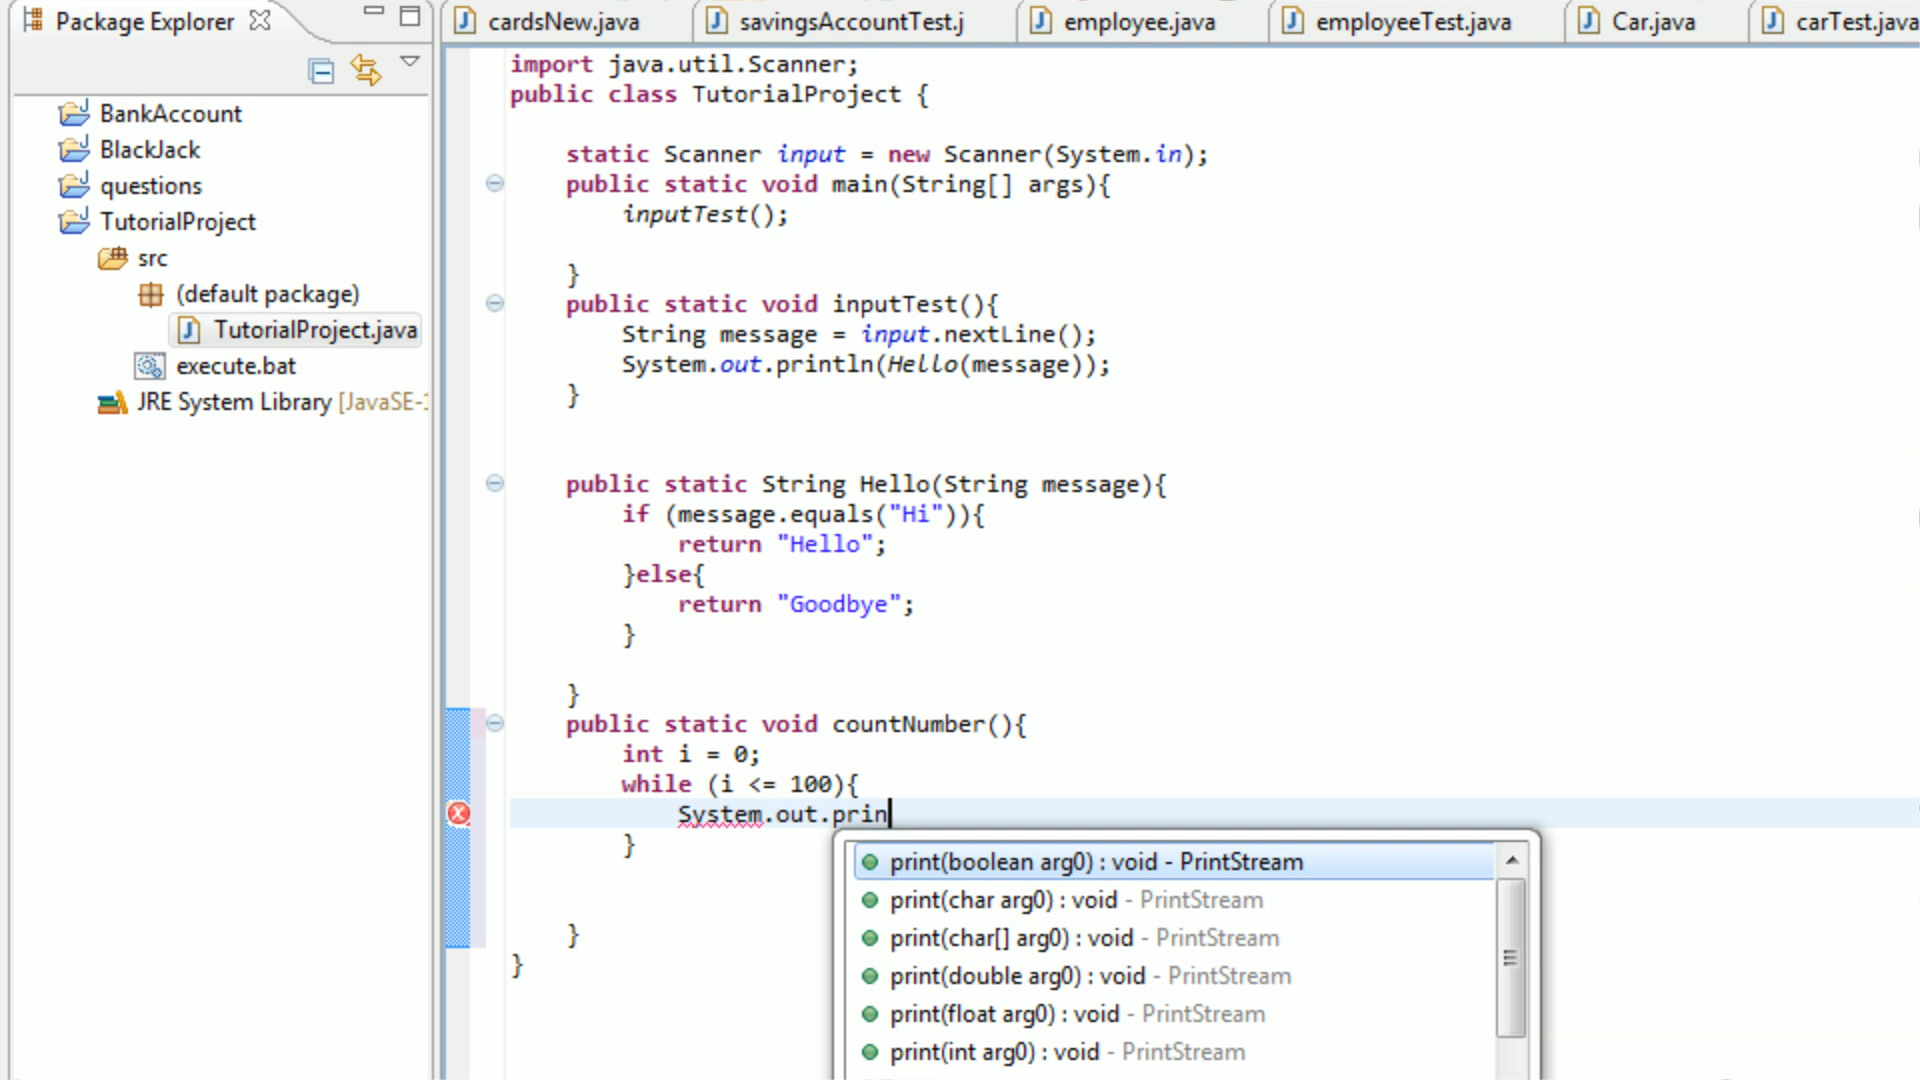 Package Explorer
BankAccount
BlackJack
questions
TutorialProject
src
(default package)
TutorialProject.java
execute.bat
JRE System Library [JavaSE-1
cardsNew.java
savingsAccountTest.j
employee.java
employeeTest.java
Car.java
carTest.java
import java.util.Scanner;
public class TutorialProject {
static Scanner input = new Scanner(System.in);
public static void main(String[] args){
inputTest();
}
public static void inputTest(){
String message = input.nextLine();
System.out.println(Hello(message));
}
public static String Hello(String message){
if (message.equals("Hi")){
return "Hello";
}else{
return "Goodbye";
}
}
public static void countNumber(){
int i = 0;
while (i <= 100){
System.out.prin
}
}
}
print(boolean arg0) : void - PrintStream
print(char arg0) : void - PrintStream
print(char[] arg0) : void - PrintStream
print(double arg0) : void - PrintStream
print(float arg0) : void - PrintStream
print(int arg0) : void - PrintStream